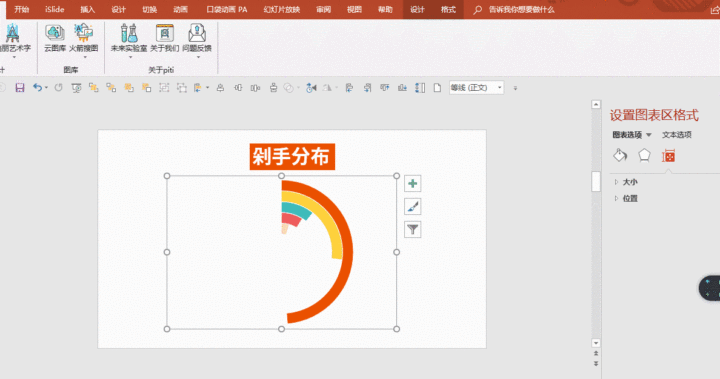 开始 iSlide 插入 设计 切换 动画 口袋动画 PA 幻灯片放映 审阅 视图 帮助 设计 格式 告诉我你想要做什么
丽艺术字 云图库 火箭搜图 未来实验室 关于我们 问题反馈
计 图库 关于piti
等线 (正文)
设置图表区格式
图表选项 文本选项
大小
位置
剁手分布